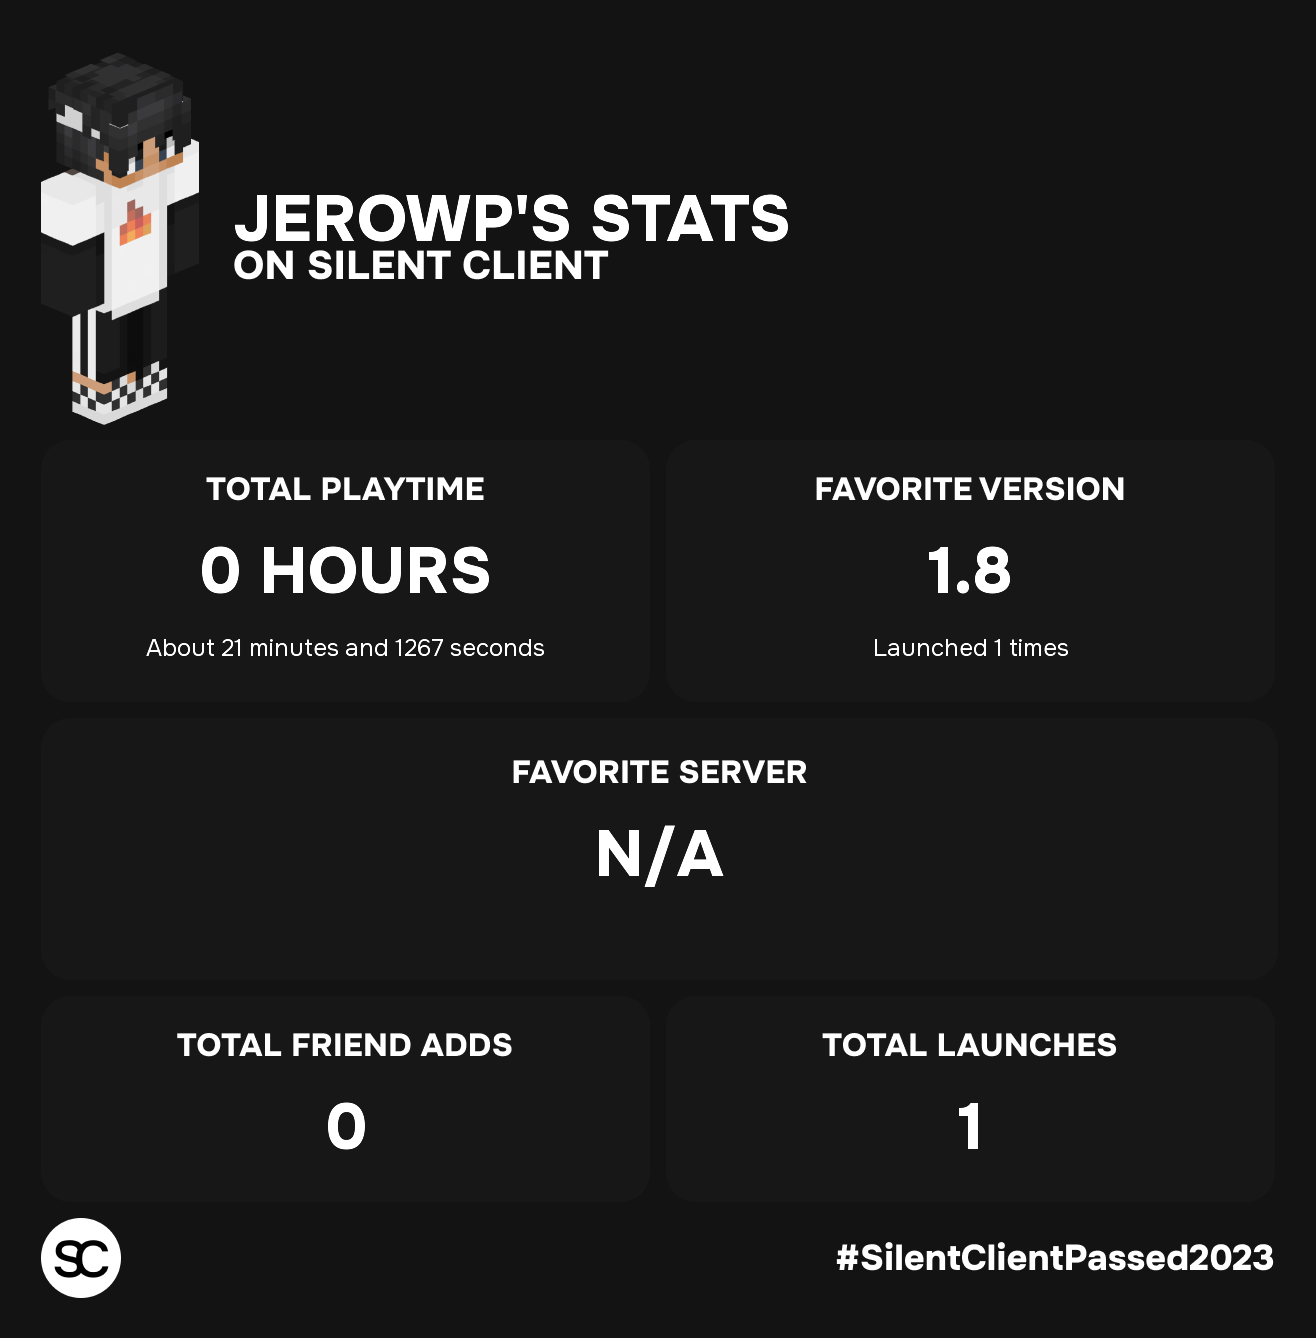 JEROWP'S STATS
ON SILENT CLIENT
TOTAL PLAYTIME
0 HOURS
About 21 minutes and 1267 seconds
FAVORITE VERSION
1.8
Launched 1 times
FAVORITE SERVER
N/A
TOTAL FRIEND ADDS
0
TOTAL LAUNCHES
1
SC
#SilentClientPassed2023